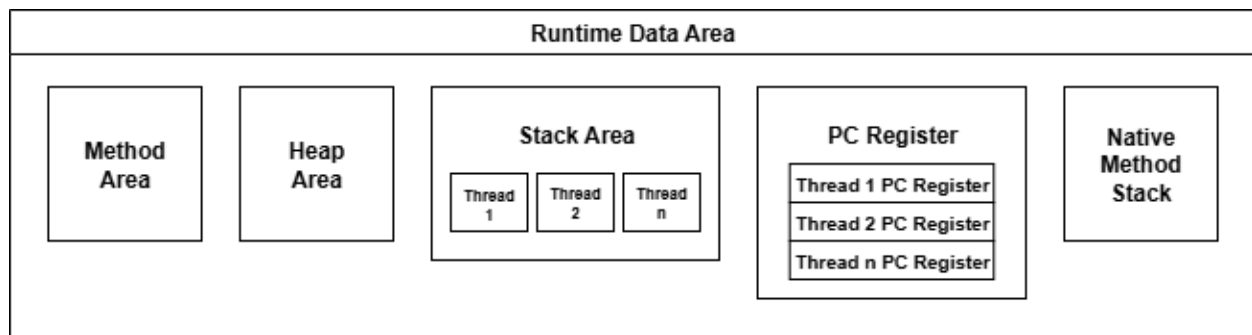 Runtime Data Area
Method
Area
Heap
Area
Stack Area
Thread
1
Thread
2
Thread
n
PC Register
Thread 1 PC Register
Thread 2 PC Register
Thread n PC Register
Native
Method
Stack